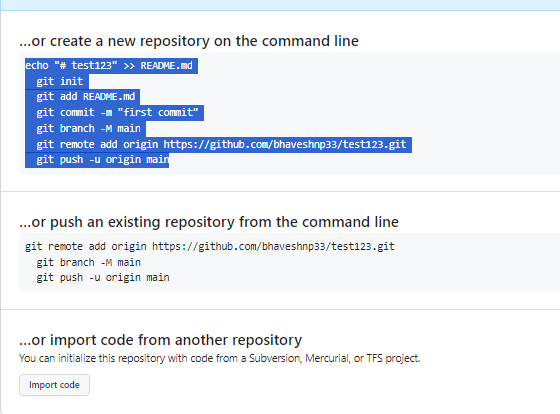 ...or create a new repository on the command line
echo "# test123" >> README.md
git init
git add README.md
git commit -m "first commit"
git branch -M main
git remote add origin https://github.com/bhaveshnp33/test123.git
git push -u origin main
...or push an existing repository from the command line
git remote add origin https://github.com/bhaveshnp33/test123.git
git branch -M main
git push -u origin main
...or import code from another repository
You can initialize this repository with code from a Subversion, Mercurial, or TFS project.
Import code